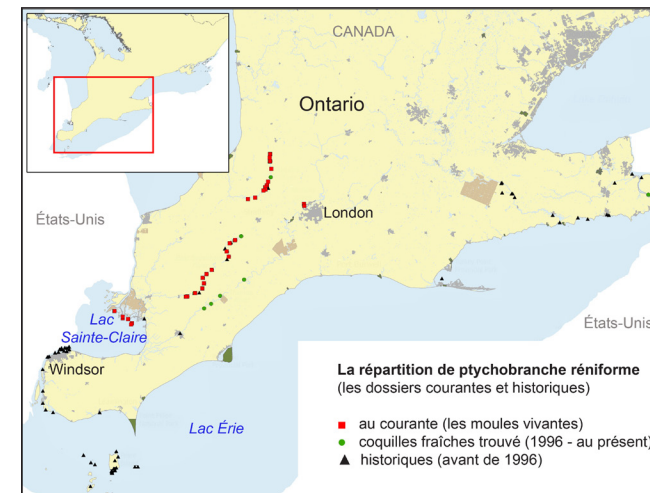 CANADA
Ontario
États-Unis
London
Lac
Sainte-Claire
Windsor
Lac Érie
États-Unis
La répartition de ptychobranche réniforme
(les dossiers courantes et historiques)
au courante (les moules vivantes)
coquilles fraîches trouvé (1996 - au présent)
historiques (avant de 1996)